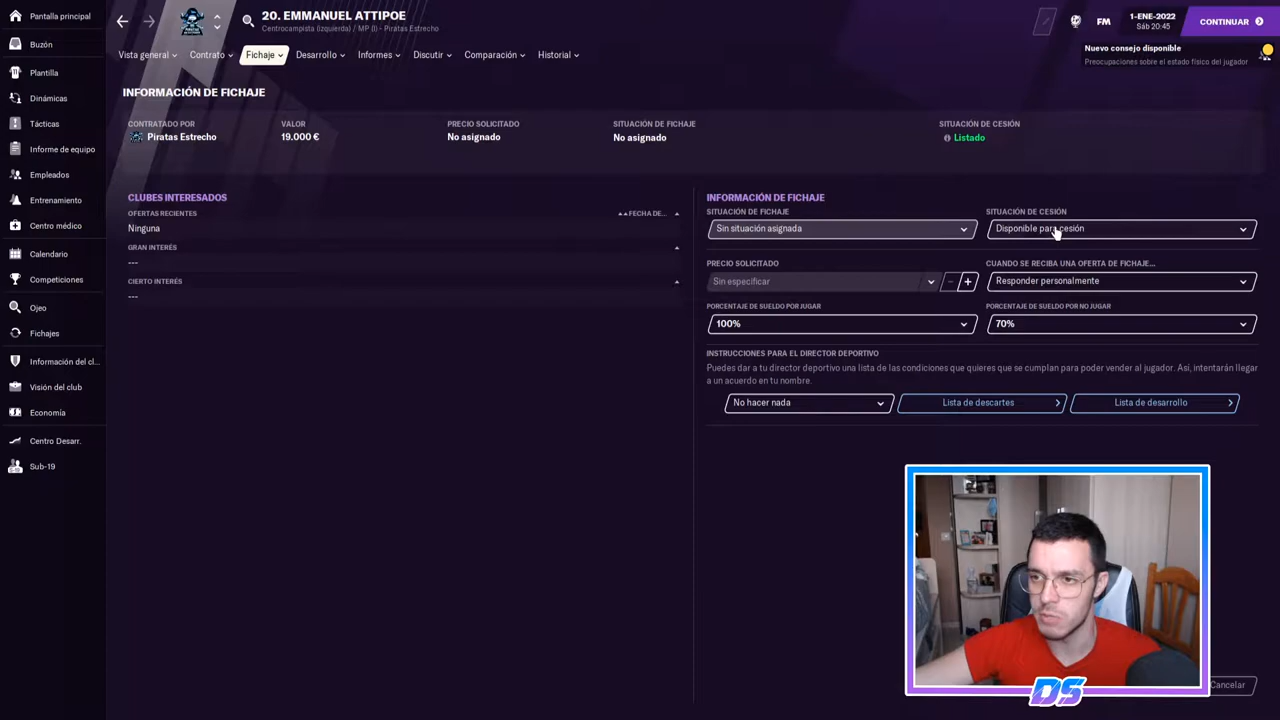 Pantalla principal
Buzón
Plantilla
Dinámicas
Tácticas
Informe de equipo
Empleados
Entrenamiento
Centro médico
Calendario
Competiciones
Ojeo
Fichajes
Información del cl...
Visión del club
Economía
Centro Desarr.
Sub-19
20. EMMANUEL ATTIPOE
Centrocampista (izquierda) / MP (I) - Piratas Estrecho
FM
1-ENE-2022
Sáb 20:45
CONTINUAR
Nuevo consejo disponible
Preocupaciones sobre el estado físico del jugador
Vista general
Contrato
Fichaje
Desarrollo
Informes
Discutir
Comparación
Historial
INFORMACIÓN DE FICHAJE
CONTRATADO POR
Piratas Estrecho
VALOR
19.000 €
PRECIO SOLICITADO
No asignado
SITUACIÓN DE FICHAJE
No asignado
SITUACIÓN DE CESIÓN
Listado
CLUBES INTERESADOS
OFERTAS RECIENTES
FECHA DE...
Ninguna
GRAN INTERÉS
---
CIERTO INTERÉS
---
INFORMACIÓN DE FICHAJE
SITUACIÓN DE FICHAJE
Sin situación asignada
SITUACIÓN DE CESIÓN
Disponible para cesión
PRECIO SOLICITADO
Sin especificar
CUANDO SE RECIBA UNA OFERTA DE FICHAJE...
Responder personalmente
PORCENTAJE DE SUELDO POR JUGAR
100%
PORCENTAJE DE SUELDO POR NO JUGAR
70%
INSTRUCCIONES PARA EL DIRECTOR DEPORTIVO
Puedes dar a tu director deportivo una lista de las condiciones que quieres que se cumplan para poder vender al jugador. Así, intentarán llegar
a un acuerdo en tu nombre.
No hacer nada
Lista de descartes
Lista de desarrollo
Cancelar
DS